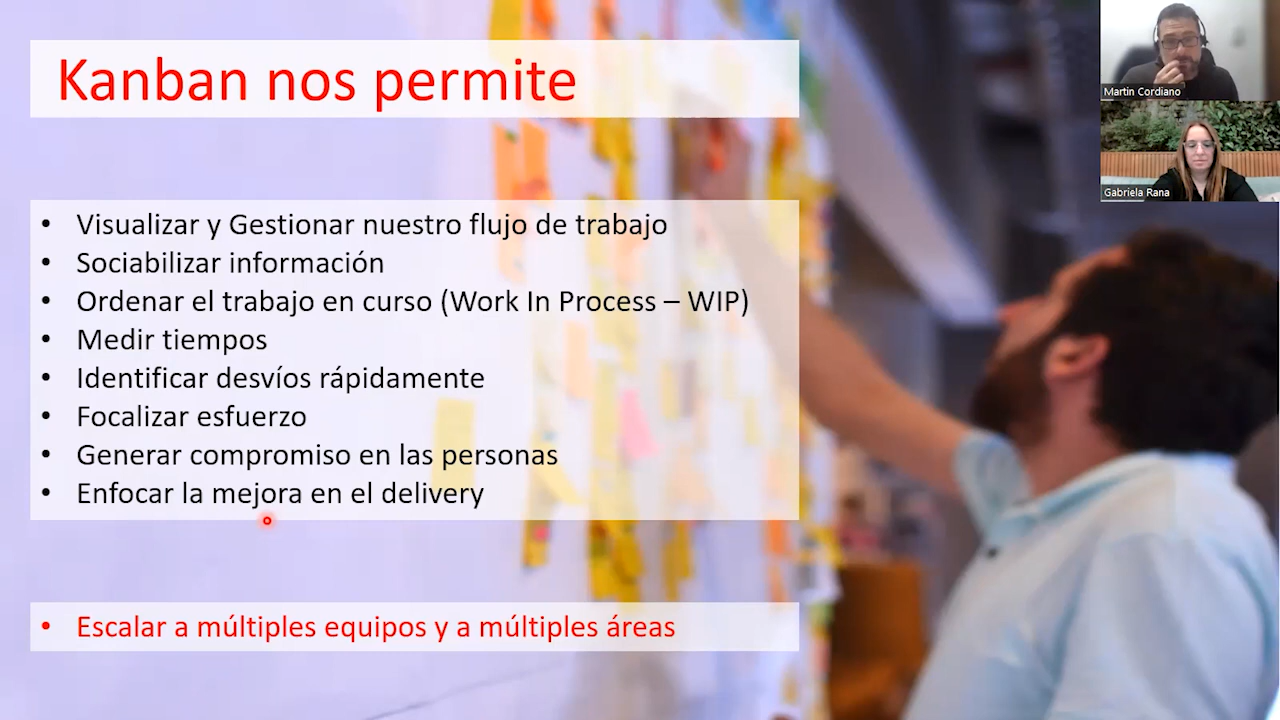 Kanban nos permite
• Visualizar y Gestionar nuestro flujo de trabajo
• Sociabilizar información
• Ordenar el trabajo en curso (Work In Process – WIP)
• Medir tiempos
• Identificar desvíos rápidamente
• Focalizar esfuerzo
• Generar compromiso en las personas
• Enfocar la mejora en el delivery
• Escalar a múltiples equipos y a múltiples áreas
Martin Cordiano
Gabriela Rana